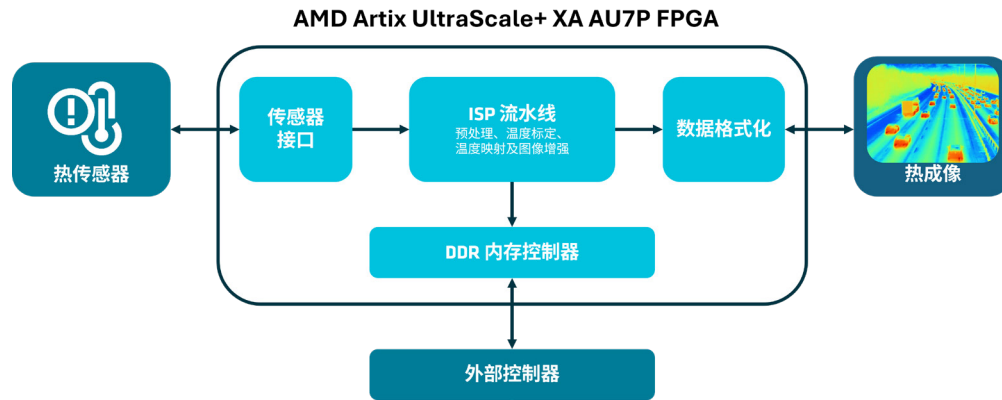 AMD Artix UltraScale+ XA AU7P FPGA
热传感器
传感器
接口
ISP 流水线
预处理、温度标定、
温度映射及图像增强
数据格式化
热成像
DDR 内存控制器
外部控制器